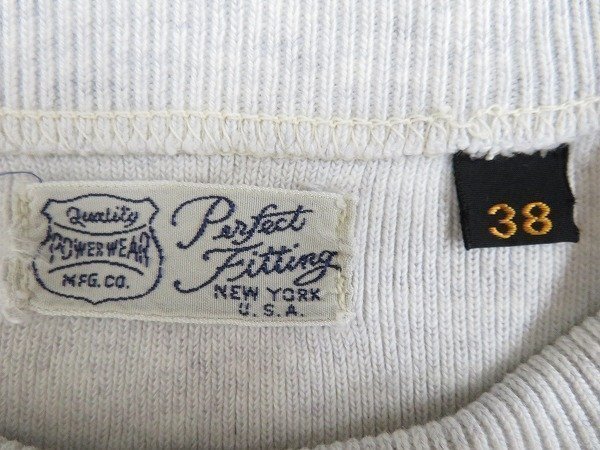 Quality
POWERWEAR
MFG. CO.
Perfect
Fitting
NEW YORK
U. S. A.
38